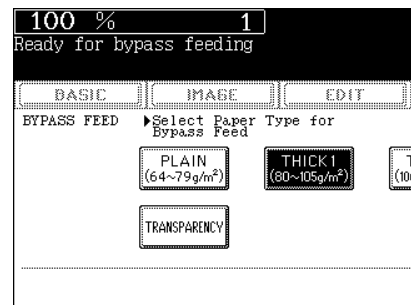 100 % 1
Ready for bypass feeding
BASIC IMAGE EDIT
BYPASS FEED ▶Select Paper Type for
Bypass Feed
PLAIN THICK1
(64~79g/m²) (80~105g/m²) (10
TRANSPARENCY